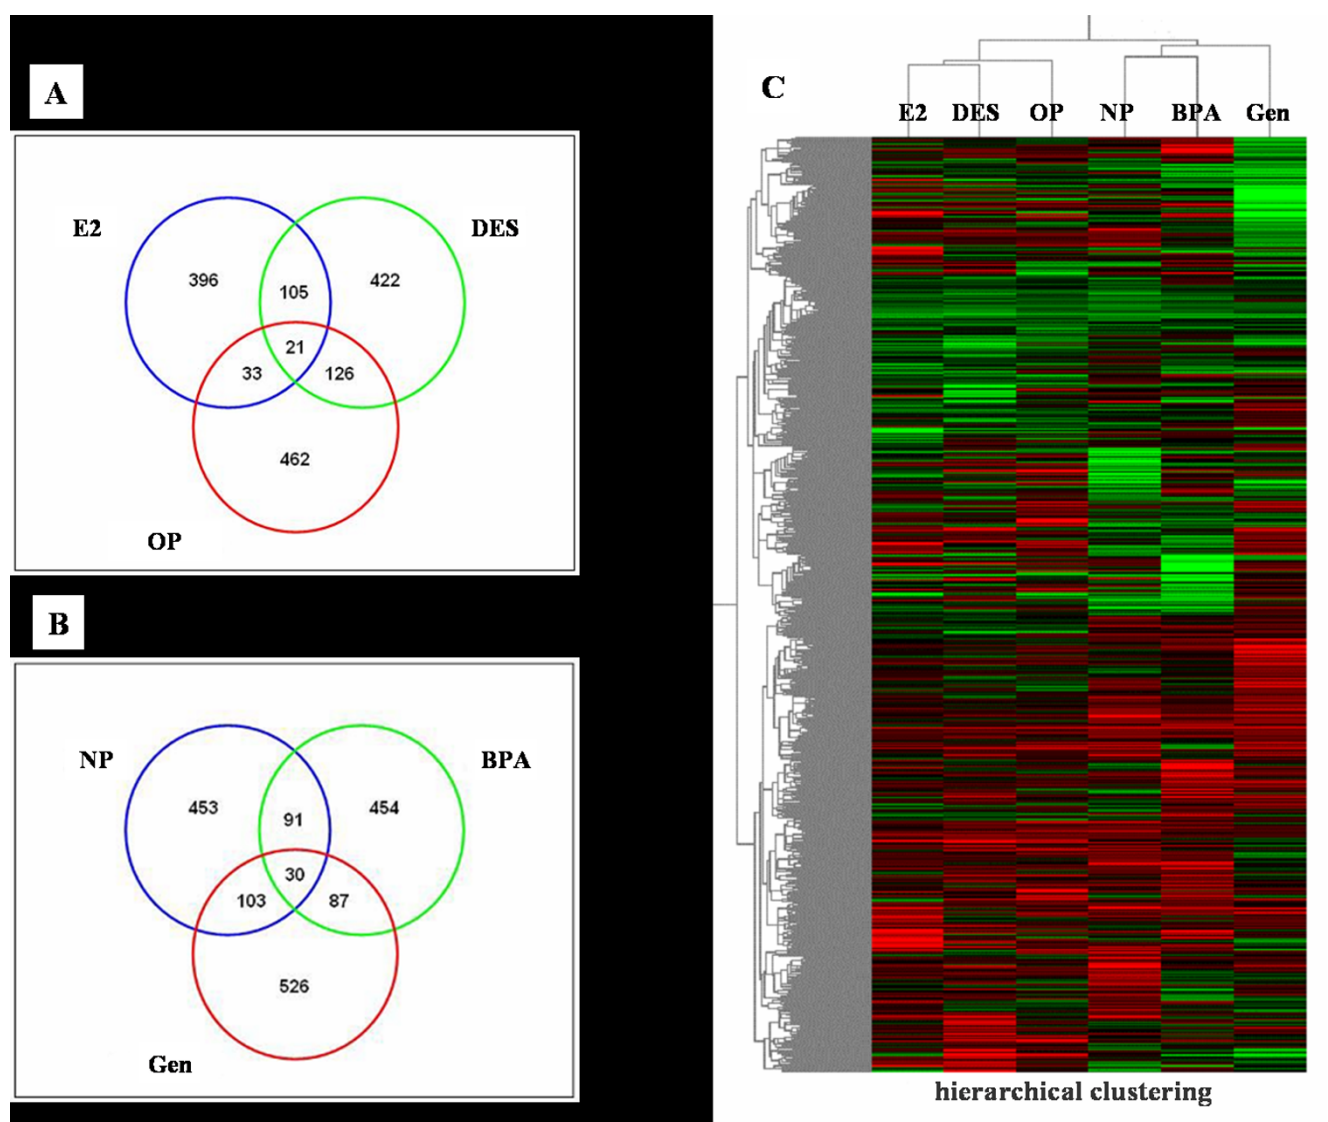 A
E2
DES
396
105
422
21
33
126
462
OP
B
NP
BPA
453
91
454
30
103
87
526
Gen
C
E2 DES OP NP BPA Gen
hierarchical clustering